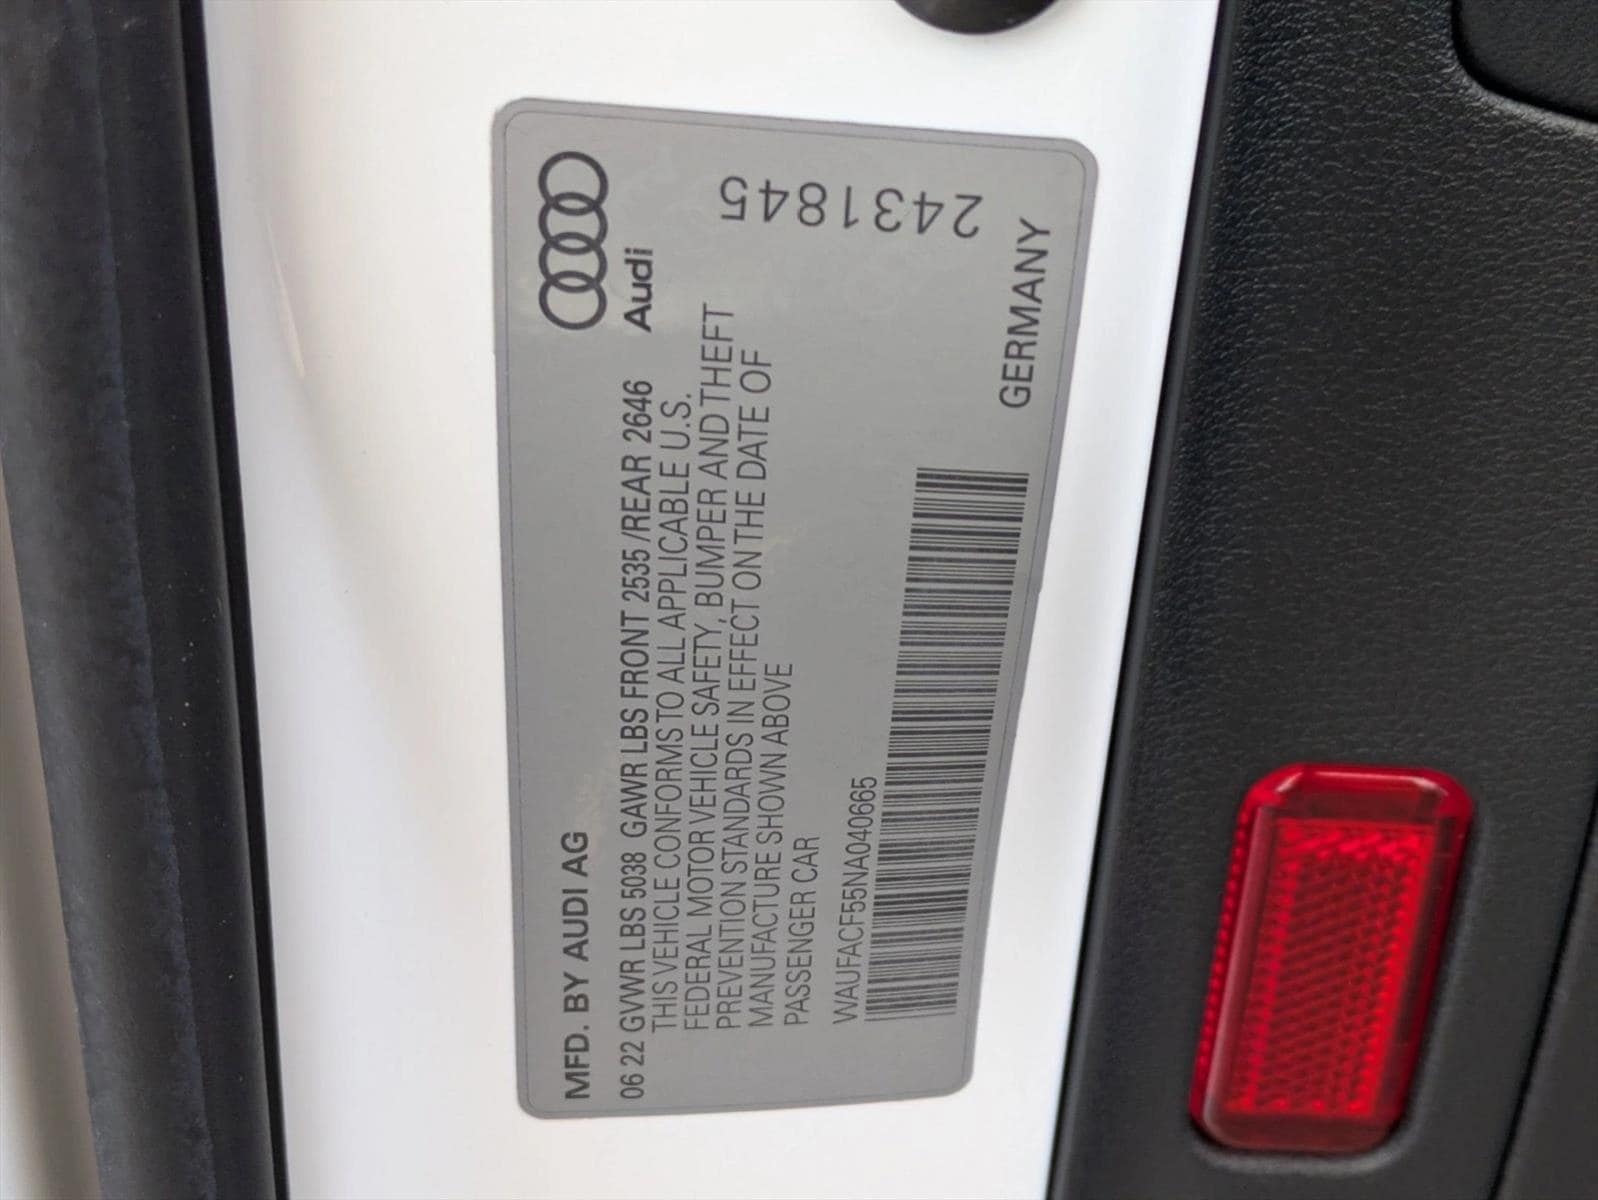 MFD. BY AUDI AG
Audi
06 22 GVWR LBS 5038 GAWR LBS FRONT 2535 /REAR 2646
THIS VEHICLE CONFORMS TO ALL APPLICABLE U.S.
FEDERAL MOTOR VEHICLE SAFETY, BUMPER AND THEFT
PREVENTION STANDARDS IN EFFECT ON THE DATE OF
MANUFACTURE SHOWN ABOVE
PASSENGER CAR
WAUFACF55NA040665
GERMANY
2431845